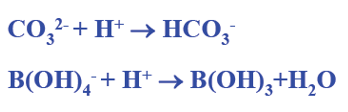 CO₃²⁻ + H⁺ → HCO₃⁻
B(OH)₄⁻ + H⁺ → B(OH)₃+H₂O